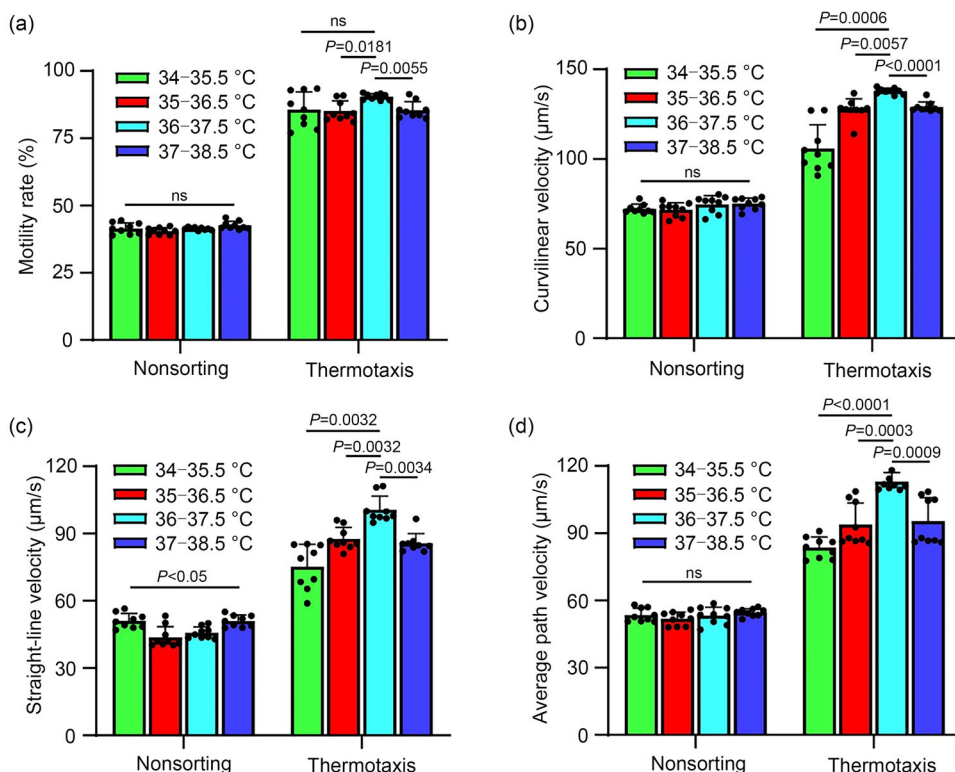 (a)
ns
P=0.0181
P=0.0055
100
75
50
25
0
Motility rate (%)
34–35.5 °C
35–36.5 °C
36–37.5 °C
37–38.5 °C
ns
Nonsorting
Thermotaxis
(b)
P=0.0006
P=0.0057
P<0.0001
150
100
50
0
Curvilinear velocity (µm/s)
34–35.5 °C
35–36.5 °C
36–37.5 °C
37–38.5 °C
ns
Nonsorting
Thermotaxis
(c)
P=0.0032
P=0.0032
P=0.0034
120
90
60
30
0
Straight-line velocity (µm/s)
34–35.5 °C
35–36.5 °C
36–37.5 °C
37–38.5 °C
P<0.05
Nonsorting
Thermotaxis
(d)
P<0.0001
P=0.0003
P=0.0009
120
90
60
30
0
Average path velocity (µm/s)
34–35.5 °C
35–36.5 °C
36–37.5 °C
37–38.5 °C
ns
Nonsorting
Thermotaxis